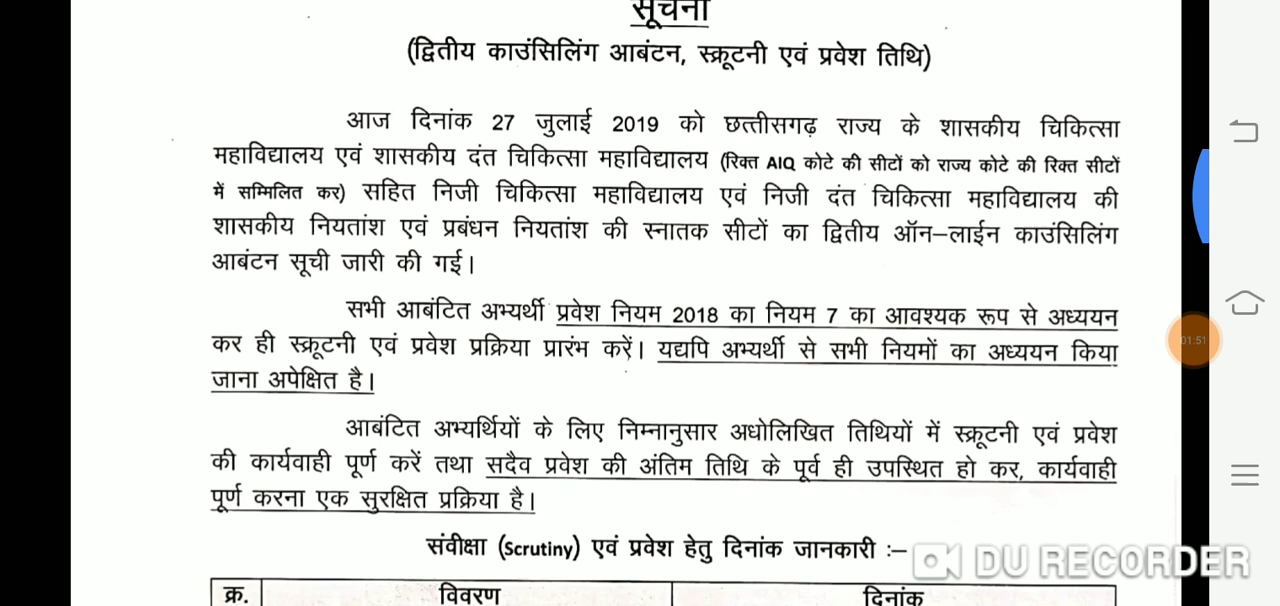 सूचना
(द्वितीय काउंसिलिंग आबंटन, स्क्रूटनी एवं प्रवेश तिथि)
आज दिनांक 27 जुलाई 2019 को छत्तीसगढ़ राज्य के शासकीय चिकित्सा
महाविद्यालय एवं शासकीय दंत चिकित्सा महाविद्यालय (रिक्त AIQ कोटे की सीटों को राज्य कोटे की रिक्त सीटों
में सम्मिलित कर) सहित निजी चिकित्सा महाविद्यालय एवं निजी दंत चिकित्सा महाविद्यालय की
शासकीय नियतांश एवं प्रबंधन नियतांश की स्नातक सीटों का द्वितीय ऑन–लाईन काउंसिलिंग
आबंटन सूची जारी की गई।
सभी आबंटित अभ्यर्थी प्रवेश नियम 2018 का नियम 7 का आवश्यक रूप से अध्ययन
कर ही स्क्रूटनी एवं प्रवेश प्रक्रिया प्रारंभ करें। यद्यपि अभ्यर्थी से सभी नियमों का अध्ययन किया
जाना अपेक्षित है।
आबंटित अभ्यर्थियों के लिए निम्नानुसार अधोलिखित तिथियों में स्क्रूटनी एवं प्रवेश
की कार्यवाही पूर्ण करें तथा सदैव प्रवेश की अंतिम तिथि के पूर्व ही उपस्थित हो कर, कार्यवाही
पूर्ण करना एक सुरक्षित प्रक्रिया है।
संवीक्षा (Scrutiny) एवं प्रवेश हेतु दिनांक जानकारी :–
क्र. विवरण दिनांक
01:51
DU RECORDER